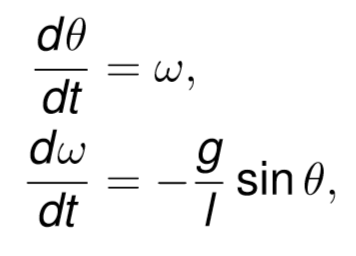 dθ/dt = ω,
dω/dt = −g/l sin θ,